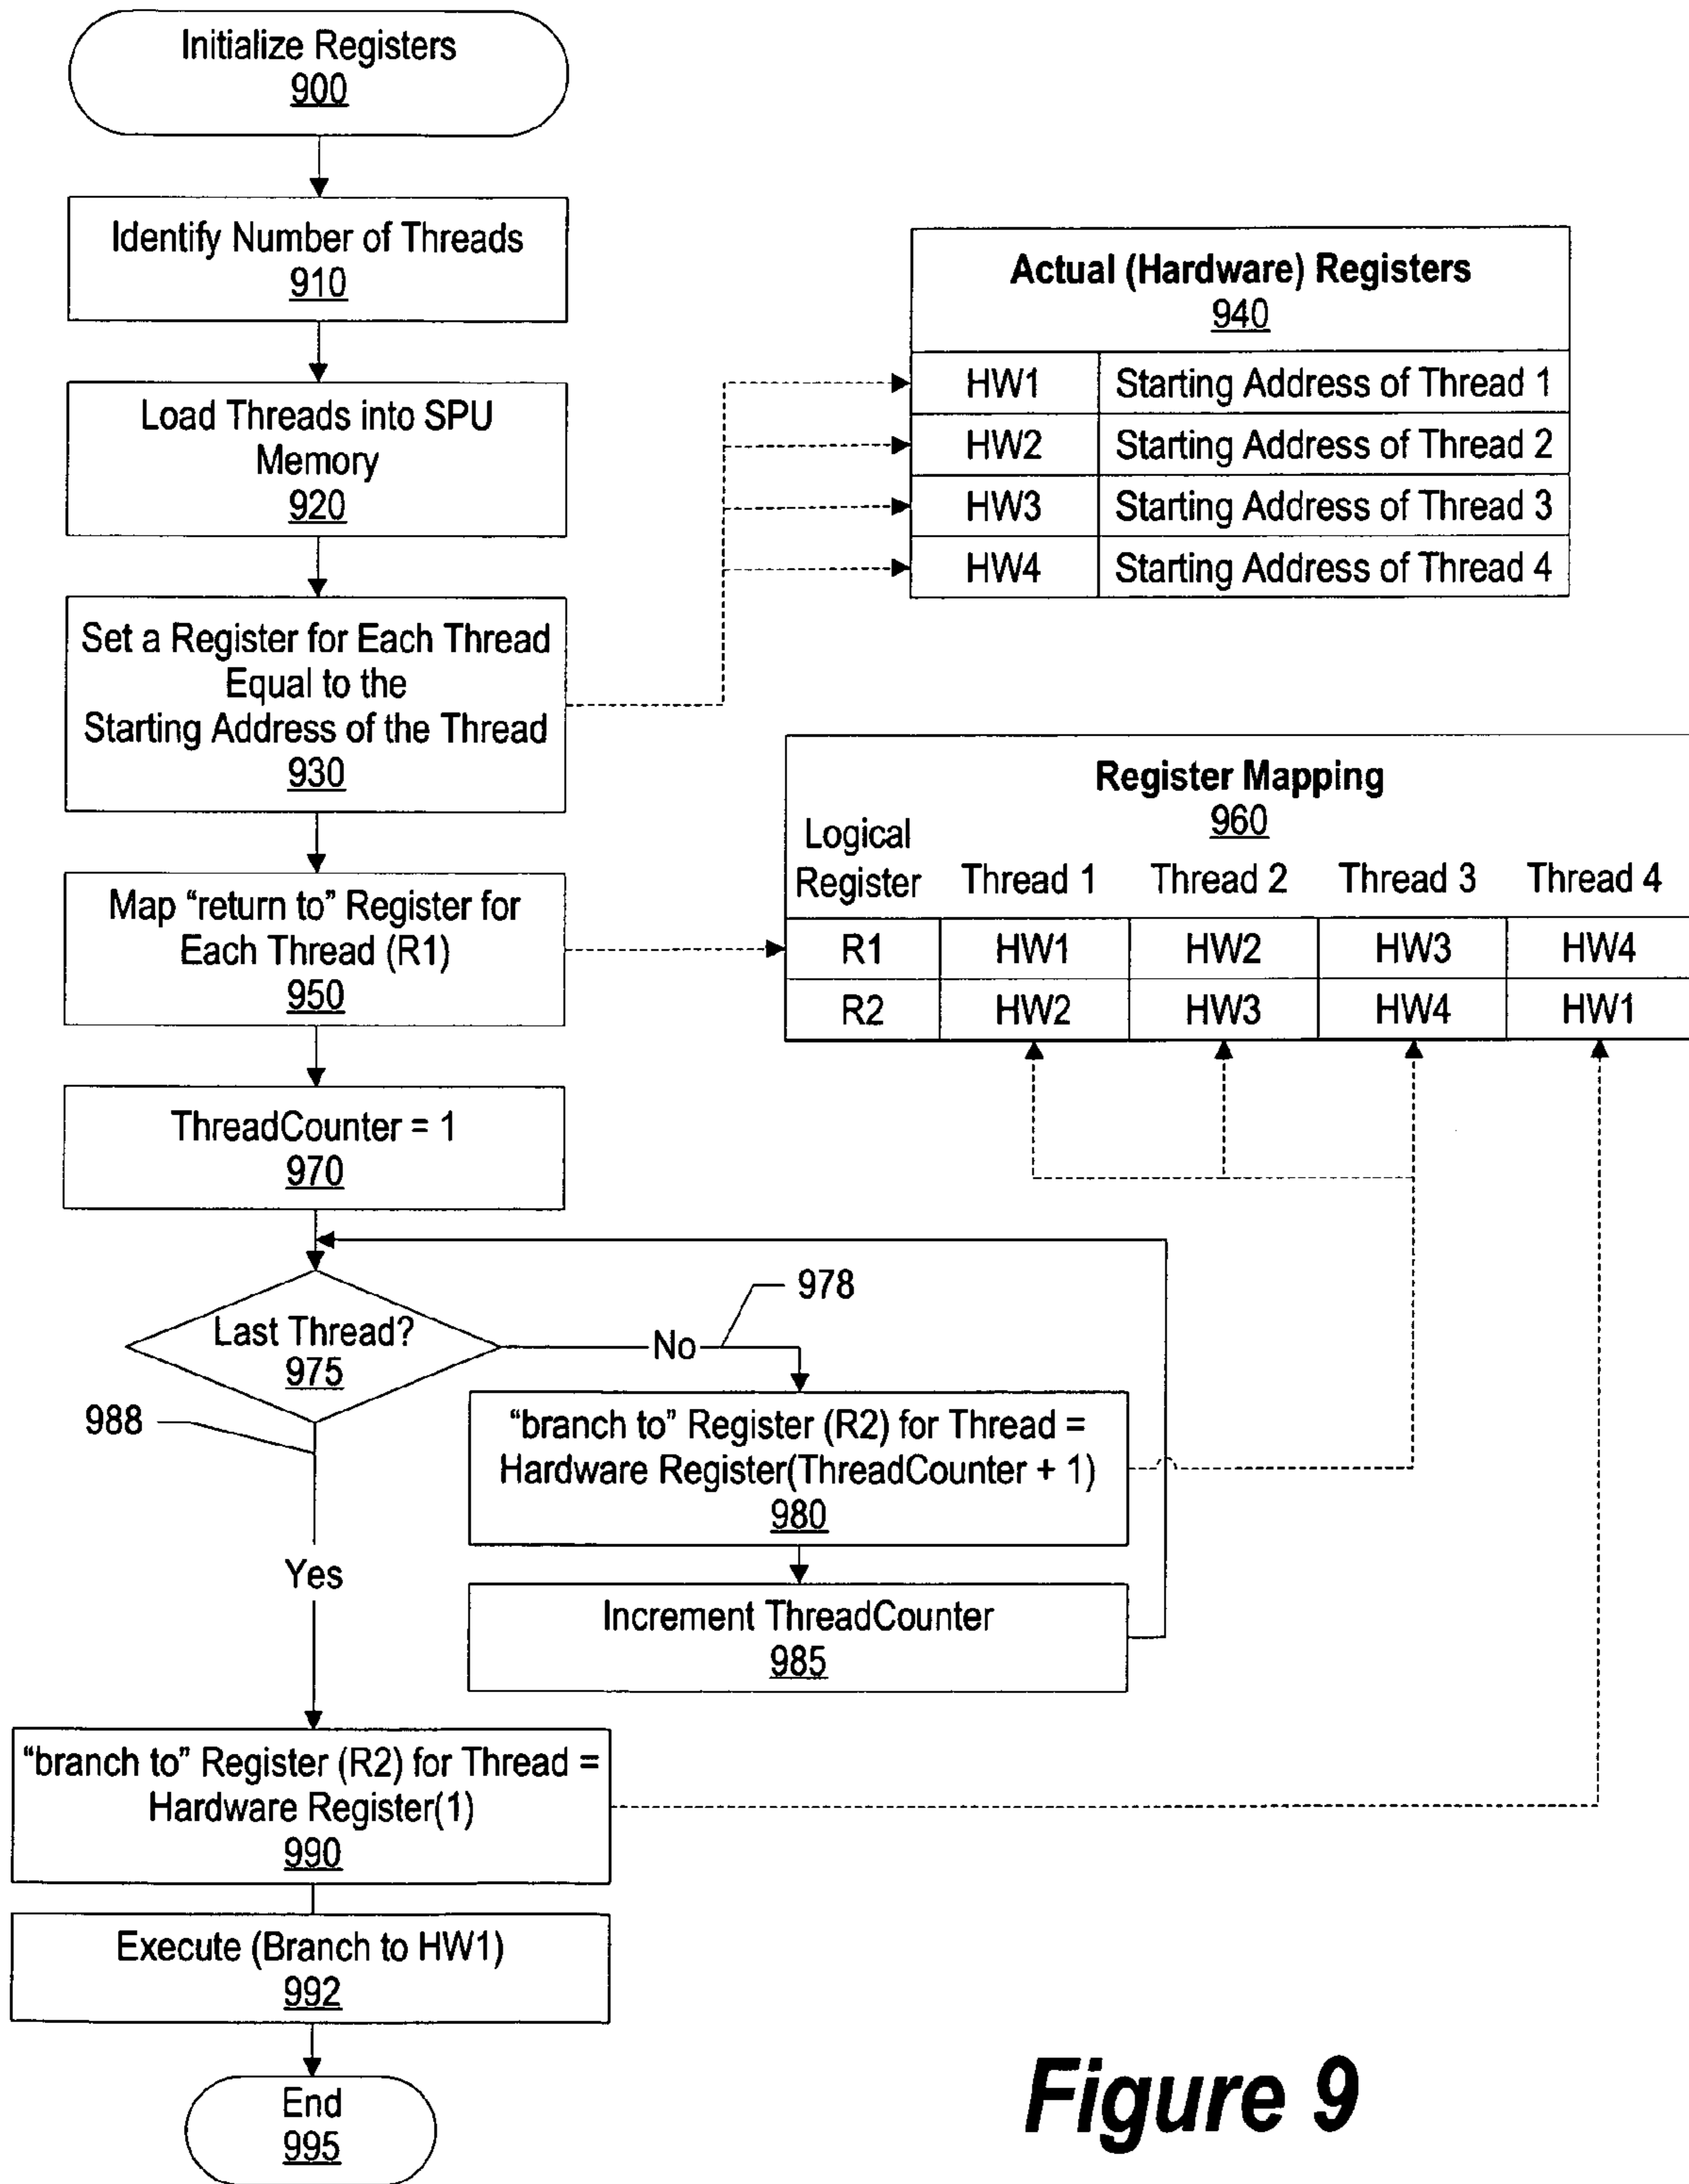 Initialize Registers
900
Identify Number of Threads
910
Load Threads into SPU
Memory
920
Set a Register for Each Thread
Equal to the
Starting Address of the Thread
930
Actual (Hardware) Registers
940
HW1 Starting Address of Thread 1
HW2 Starting Address of Thread 2
HW3 Starting Address of Thread 3
HW4 Starting Address of Thread 4
Map “return to” Register for
Each Thread (R1)
950
Register Mapping
960
Logical
Register Thread 1 Thread 2 Thread 3 Thread 4
R1 HW1 HW2 HW3 HW4
R2 HW2 HW3 HW4 HW1
ThreadCounter = 1
970
Last Thread?
975
No
978
988
Yes
“branch to” Register (R2) for Thread =
Hardware Register(ThreadCounter + 1)
980
Increment ThreadCounter
985
“branch to” Register (R2) for Thread =
Hardware Register(1)
990
Execute (Branch to HW1)
992
End
995
Figure 9